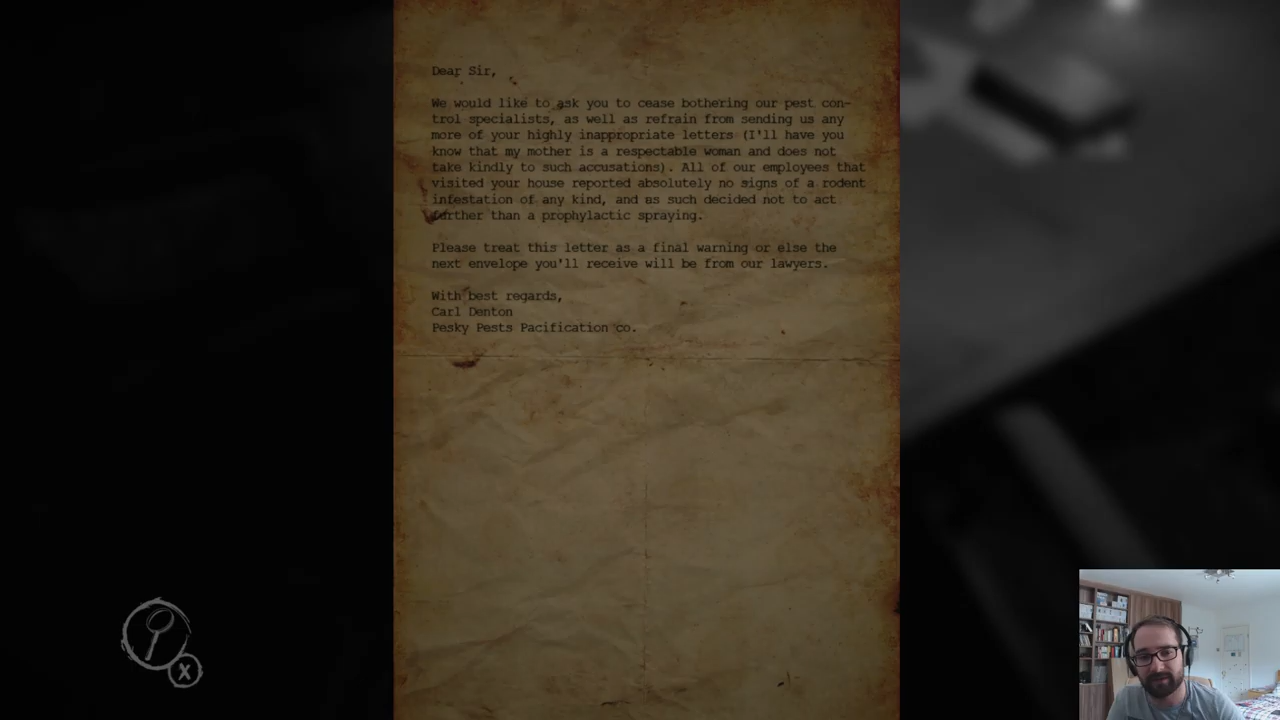 Dear Sir,
We would like to ask you to cease bothering our pest con-
trol specialists, as well as refrain from sending us any
more of your highly inappropriate letters (I'll have you
know that my mother is a respectable woman and does not
take kindly to such accusations). All of our employees that
visited your house reported absolutely no signs of a rodent
infestation of any kind, and as such decided not to act
further than a prophylactic spraying.
Please treat this letter as a final warning or else the
next envelope you'll receive will be from our lawyers.
With best regards,
Carl Denton
Pesky Pests Pacification co.
X